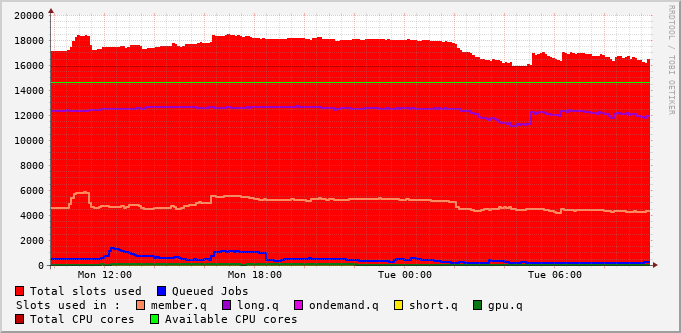 RRDTOOL / TOBI OETIKER
20000
18000
16000
14000
12000
10000
8000
6000
4000
2000
0
Mon 12:00 Mon 18:00 Tue 00:00 Tue 06:00
Total slots used Queued Jobs
Slots used in : member.q long.q ondemand.q short.q gpu.q
Total CPU cores Available CPU cores